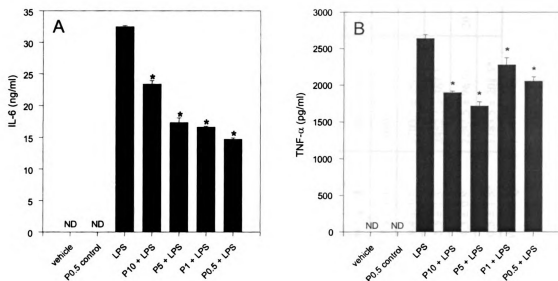 A
IL-6 (ng/ml)
35
30
25
20
15
10
5
0
ND
ND
*
*
*
*
vehicle
P0.5 control
LPS
P10 + LPS
P5 + LPS
P1 + LPS
P0.5 + LPS
B
TNF-α (pg/ml)
3000
2500
2000
1500
1000
500
0
ND
ND
*
*
*
*
vehicle
P0.5 control
LPS
P10 + LPS
P5 + LPS
P1 + LPS
P0.5 + LPS